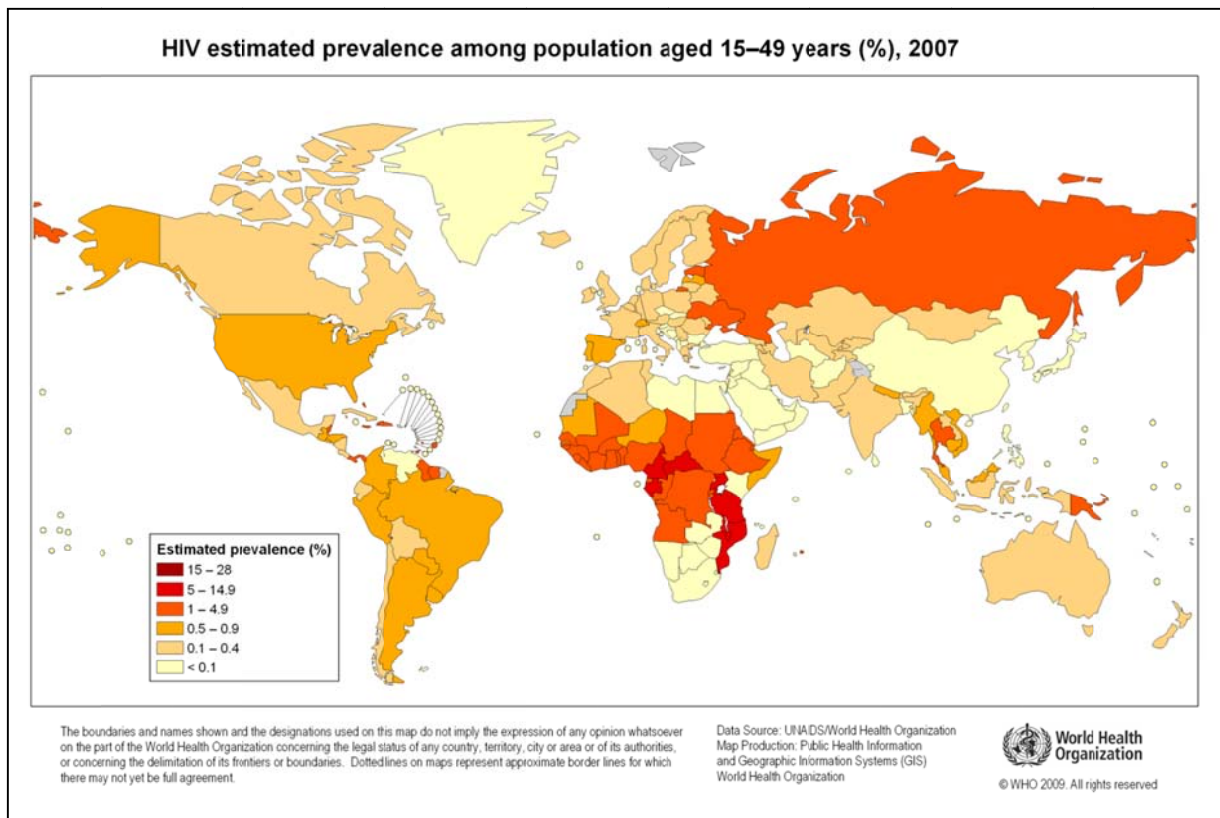 HIV estimated prevalence among population aged 15–49 years (%), 2007
Estimated prevalence (%)
15 – 28
5 – 14.9
1 – 4.9
0.5 – 0.9
0.1 – 0.4
< 0.1
The boundaries and names shown and the designations used on this map do not imply the expression of any opinion whatsoever
on the part of the World Health Organization concerning the legal status of any country, territory, city or area or of its authorities,
or concerning the delimitation of its frontiers or boundaries. Dotted lines on maps represent approximate border lines for which
there may not yet be full agreement.
Data Source: UNAIDS/World Health Organization
Map Production: Public Health Information
and Geographic Information Systems (GIS)
World Health Organization
World Health
Organization
© WHO 2009. All rights reserved